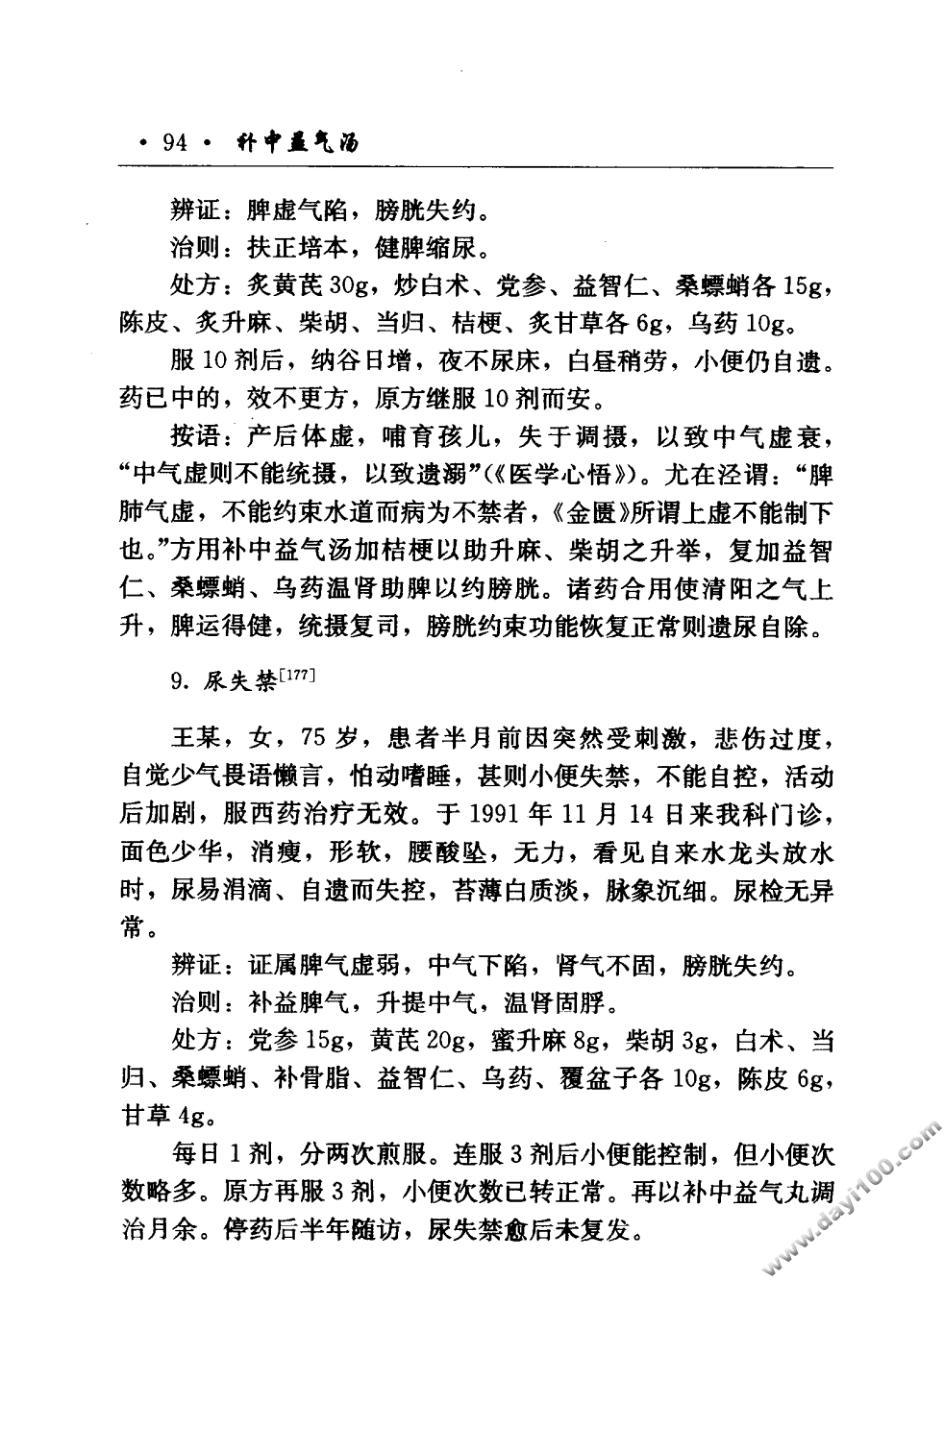 · 94 · 补中益气汤
辨证：脾虚气陷，膀胱失约。
治则：扶正培本，健脾缩尿。
处方：炙黄芪 30g，炒白术、党参、益智仁、桑螵蛸各 15g，
陈皮、炙升麻、柴胡、当归、桔梗、炙甘草各 6g，乌药 10g。
服 10 剂后，纳谷日增，夜不尿床，白昼稍劳，小便仍自遗。
药已中的，效不更方，原方继服 10 剂而安。
按语：产后体虚，哺育孩儿，失于调摄，以致中气虚衰，
“中气虚则不能统摄，以致遗溺”(《医学心悟》)。尤在泾谓：“脾
肺气虚，不能约束水道而病为不禁者，《金匮》所谓上虚不能制下
也。”方用补中益气汤加桔梗以助升麻、柴胡之升举，复加益智
仁、桑螵蛸、乌药温肾助脾以约膀胱。诸药合用使清阳之气上
升，脾运得健，统摄复司，膀胱约束功能恢复正常则遗尿自除。
9. 尿失禁[177]
王某，女，75 岁，患者半月前因突然受刺激，悲伤过度，
自觉少气畏语懒言，怕动嗜睡，甚则小便失禁，不能自控，活动
后加剧，服西药治疗无效。于 1991 年 11 月 14 日来我科门诊，
面色少华，消瘦，形软，腰酸坠，无力，看见自来水龙头放水
时，尿易涓滴、自遗而失控，苔薄白质淡，脉象沉细。尿检无异
常。
辨证：证属脾气虚弱，中气下陷，肾气不固，膀胱失约。
治则：补益脾气，升提中气，温肾固脬。
处方：党参 15g，黄芪 20g，蜜升麻 8g，柴胡 3g，白术、当
归、桑螵蛸、补骨脂、益智仁、乌药、覆盆子各 10g，陈皮 6g，
甘草 4g。
每日 1 剂，分两次煎服。连服 3 剂后小便能控制，但小便次
数略多。原方再服 3 剂，小便次数已转正常。再以补中益气丸调
治月余。停药后半年随访，尿失禁愈后未复发。
www.dayi100.com